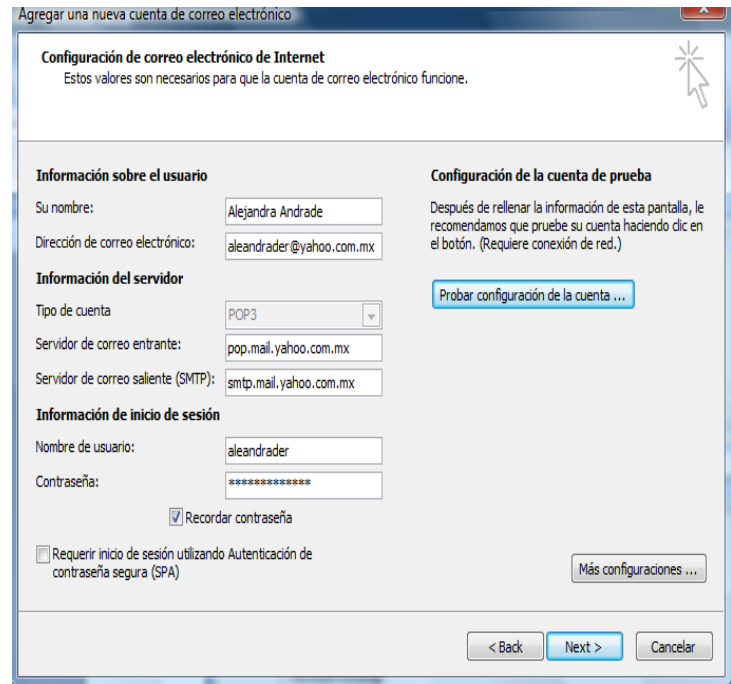 Agregar una nueva cuenta de correo electrónico
Configuración de correo electrónico de Internet
Estos valores son necesarios para que la cuenta de correo electrónico funcione.
Información sobre el usuario
Su nombre:
Alejandra Andrade
Dirección de correo electrónico:
aleandrader@yahoo.com.mx
Información del servidor
Tipo de cuenta
POP3
Servidor de correo entrante:
pop.mail.yahoo.com.mx
Servidor de correo saliente (SMTP):
smtp.mail.yahoo.com.mx
Información de inicio de sesión
Nombre de usuario:
aleandrader
Contraseña:
*************
Recordar contraseña
Requerir inicio de sesión utilizando Autenticación de
contraseña segura (SPA)
Configuración de la cuenta de prueba
Después de rellenar la información de esta pantalla, le
recomendamos que pruebe su cuenta haciendo clic en
el botón. (Requiere conexión de red.)
Probar configuración de la cuenta ...
Más configuraciones ...
< Back
Next >
Cancelar